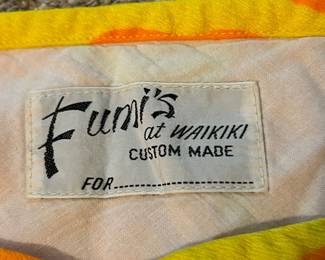 Fumi's
at WAIKIKI
CUSTOM MADE
FOR................................